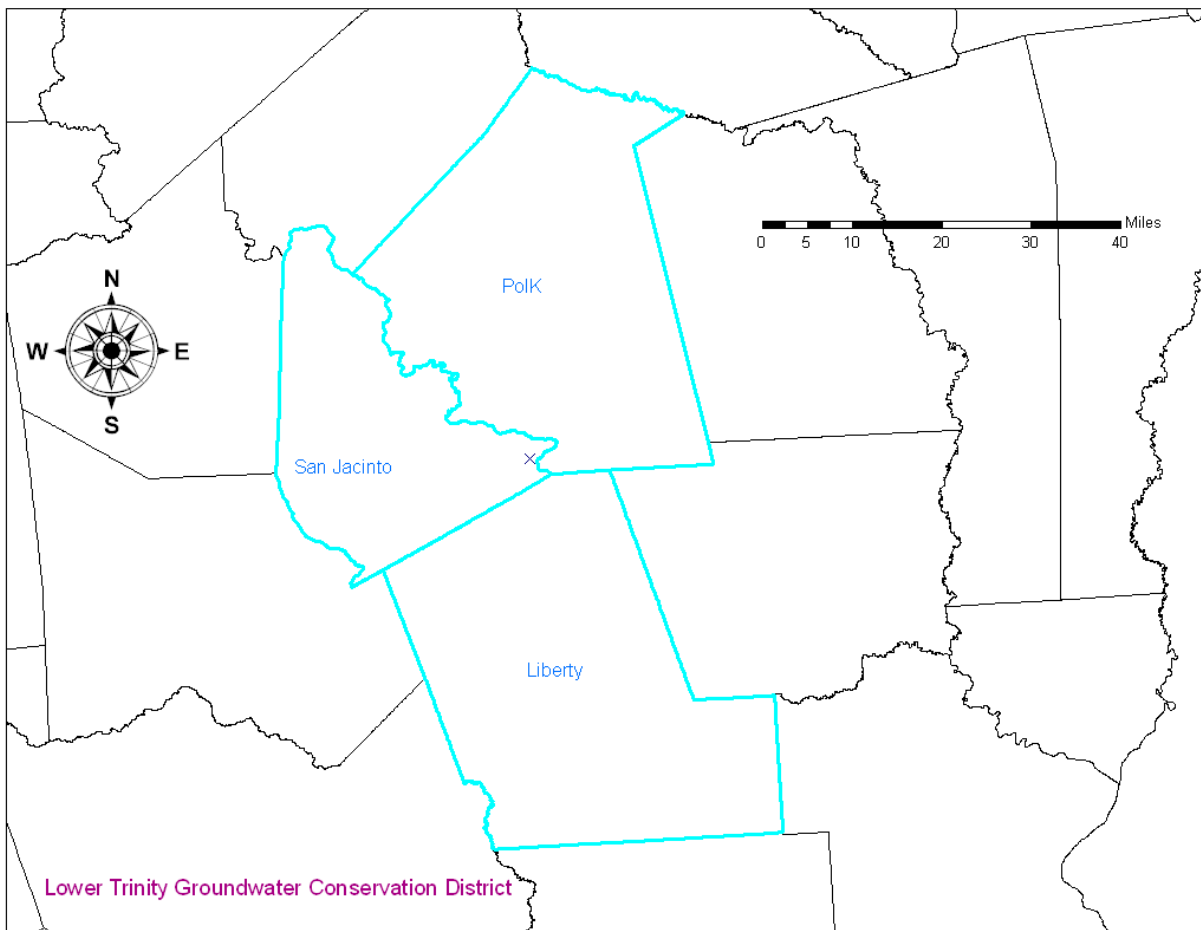 Miles
0 5 10 20 30 40
PolK
N
W E
S
San Jacinto
Liberty
Lower Trinity Groundwater Conservation District